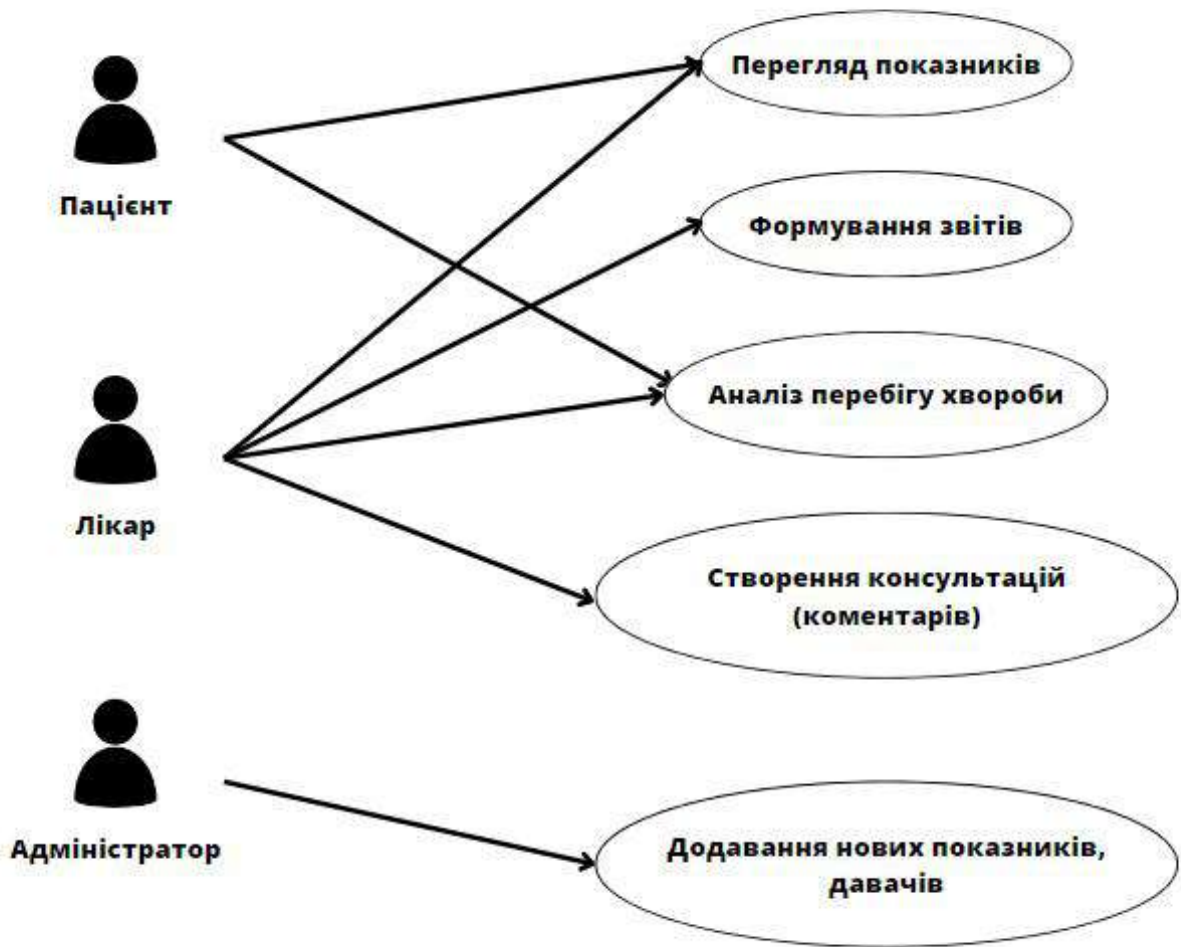 Перегляд показників
Пацієнт
Формування звітів
Аналіз перебігу хвороби
Лікар
Створення консультацій
(коментарів)
Адміністратор
Додавання нових показників,
давачів